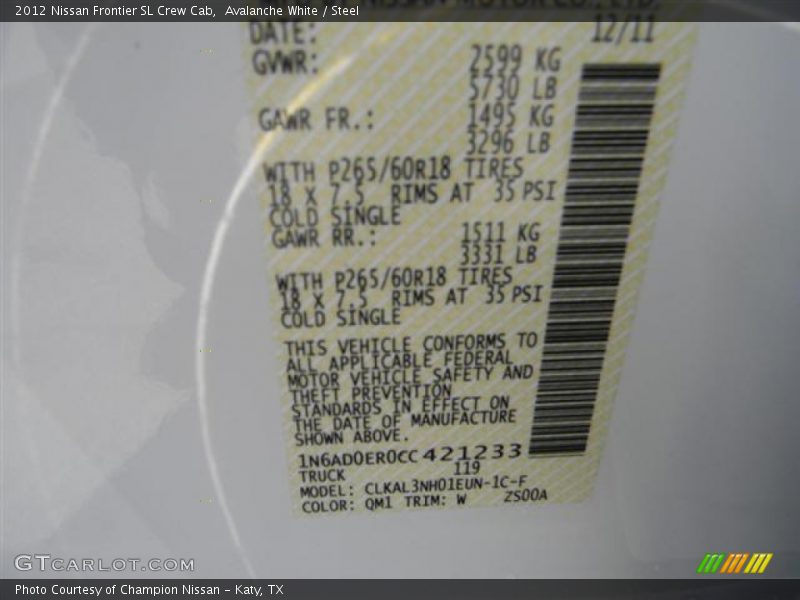 2012 Nissan Frontier SL Crew Cab,  Avalanche White / Steel
NISSAN MOTOR CO., LTD.
DATE: 12/11
GVWR: 2599 KG
5730 LB
GAWR FR.: 1495 KG
3296 LB
WITH P265/60R18 TIRES
18 X 7.5 RIMS AT 35 PSI
COLD SINGLE
GAWR RR.: 1511 KG
3331 LB
WITH P265/60R18 TIRES
18 X 7.5 RIMS AT 35 PSI
COLD SINGLE
THIS VEHICLE CONFORMS TO
ALL APPLICABLE FEDERAL
MOTOR VEHICLE SAFETY AND
THEFT PREVENTION
STANDARDS IN EFFECT ON
THE DATE OF MANUFACTURE
SHOWN ABOVE.
1N6AD0ER0CC421233
TRUCK 119
MODEL: CLKAL3NH01EUN-1C-F
COLOR: QM1 TRIM: W ZS00A
GTCARLOT.COM
Photo Courtesy of Champion Nissan - Katy, TX